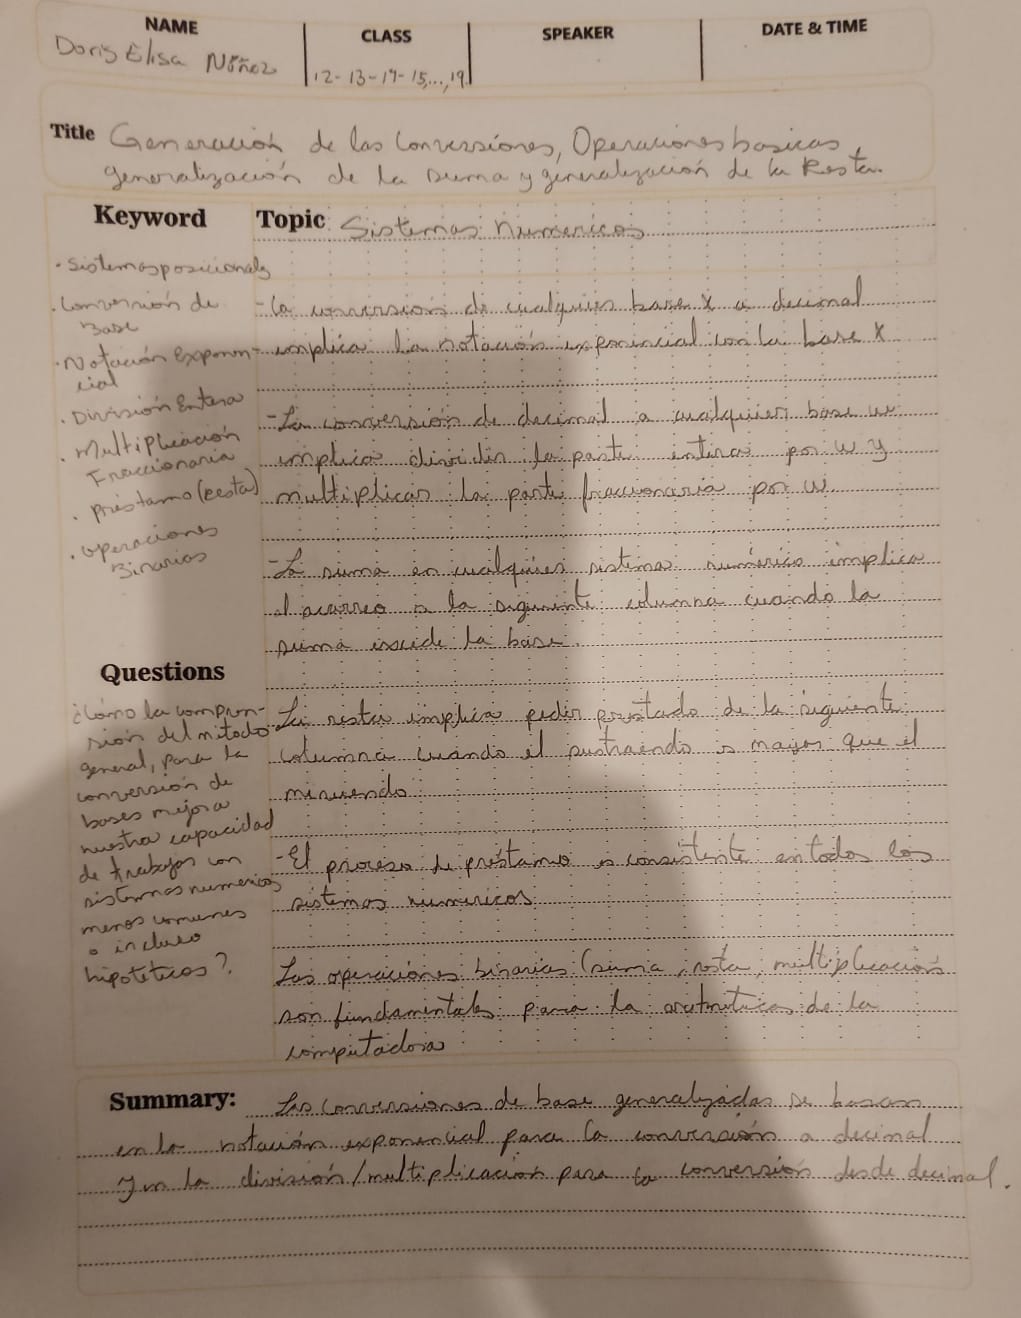 NAME CLASS SPEAKER DATE & TIME
Doris Elisa Núñez 12-13-14-15,...,19.
Title Generación de las Conversiones, Operaciones basicas,
generalización de la suma y generalización de la Resta.
Keyword
· Sistemas posicionales
· Conversión de
Base
· Notación Exponen-
cial
· División Entera
· Multiplicación
Fraccionaria
· préstamo (resta)
· operaciones
Binarias
Questions
¿Cómo la compren-
sión del método
general, para la
conversión de
bases mejora
nuestra capacidad
de trabajar con
sistemas numericos
menos comunes
o incluso
hipotéticos?
Topic Sistemas numericos
- La conversion de cualquier base x a decimal
implica la notación exponencial con la base x
- La conversión de decimal a cualquier base w
implica dividir la parte entera por w y
multiplicar la parte fraccionaria por w.
- La suma en cualquier sistema numérico implica
el acarreo a la siguiente columna cuando la
suma excede la base.
- La resta implica pedir prestado de la siguiente
columna cuando el sustraendo es mayor que el
minuendo
- El proceso de préstamo es consistente en todos los
sistemas numericos
Las operaciones binarias (suma, resta, multiplicación
son fundamentales para la aritmetica de la
computadora
Summary: Las conversiones de base generalizadas se basan
en la notación exponencial para la conversión a decimal
y en la división/multiplicación para la conversión desde decimal.